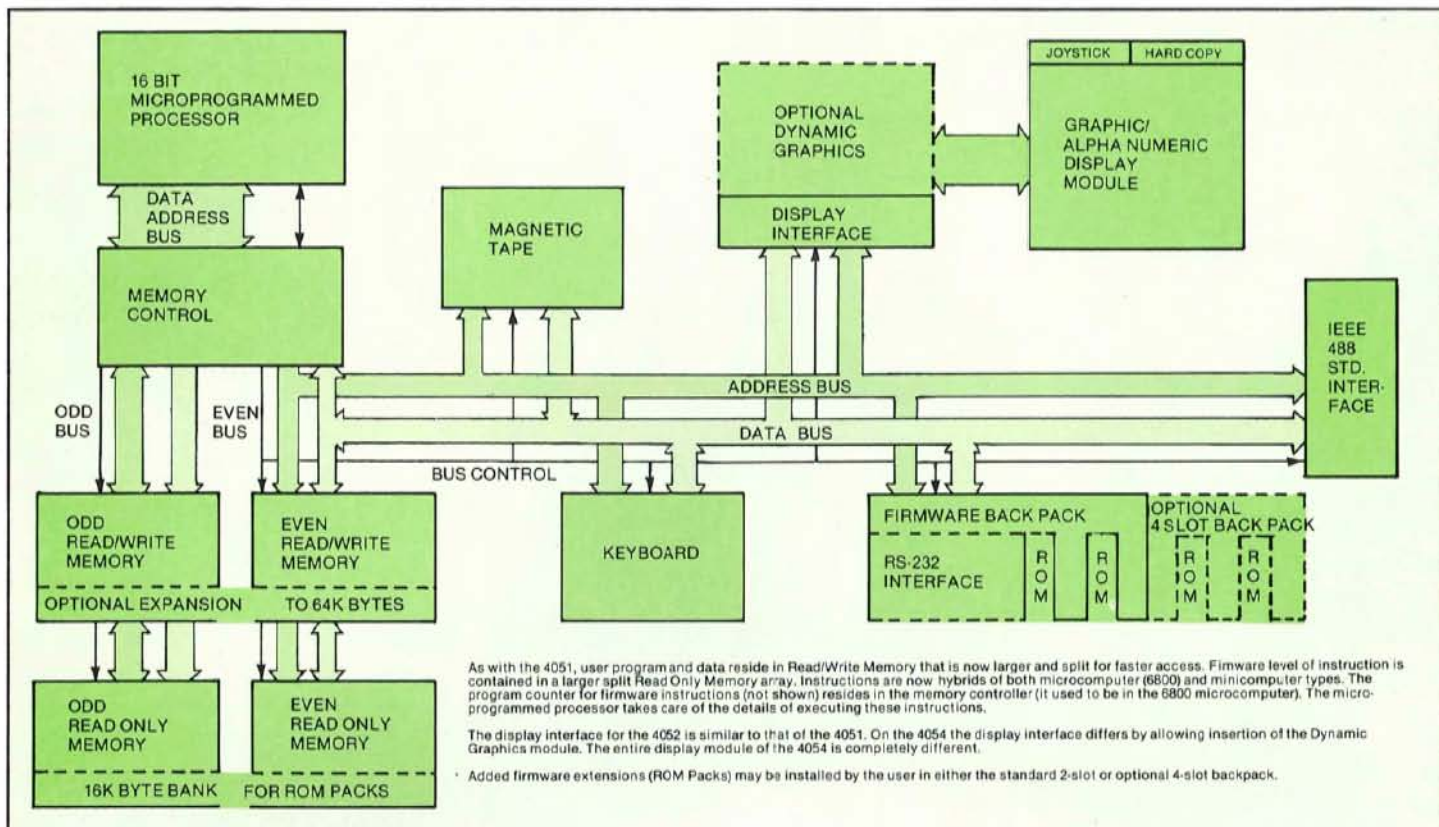 16 BIT
MICROPROGRAMMED
PROCESSOR
DATA
ADDRESS
BUS
MEMORY
CONTROL
MAGNETIC
TAPE
OPTIONAL
DYNAMIC
GRAPHICS
DISPLAY
INTERFACE
JOYSTICK
HARD COPY
GRAPHIC/
ALPHA NUMERIC
DISPLAY
MODULE
IEEE
488
STD.
INTER-
FACE
ADDRESS BUS
DATA BUS
BUS CONTROL
ODD
BUS
EVEN
BUS
ODD
READ/WRITE
MEMORY
EVEN
READ/WRITE
MEMORY
OPTIONAL EXPANSION TO 64K BYTES
ODD
READ ONLY
MEMORY
EVEN
READ ONLY
MEMORY
16K BYTE BANK FOR ROM PACKS
KEYBOARD
FIRMWARE BACK PACK
RS-232
INTERFACE
ROM
ROM
OPTIONAL
4 SLOT BACK PACK
ROM
ROM
As with the 4051, user program and data reside in Read/Write Memory that is now larger and split for faster access. Fimware level of instruction is
contained in a larger split Read Only Memory array. Instructions are now hybrids of both microcomputer (6800) and minicomputer types. The
program counter for firmware instructions (not shown) resides in the memory controller (it used to be in the 6800 microcomputer). The micro-
programmed processor takes care of the details of executing these instructions.
The display interface for the 4052 is similar to that of the 4051. On the 4054 the display interface differs by allowing insertion of the Dynamic
Graphics module. The entire display module of the 4054 is completely different.
Added firmware extensions (ROM Packs) may be installed by the user in either the standard 2-slot or optional 4-slot backpack.